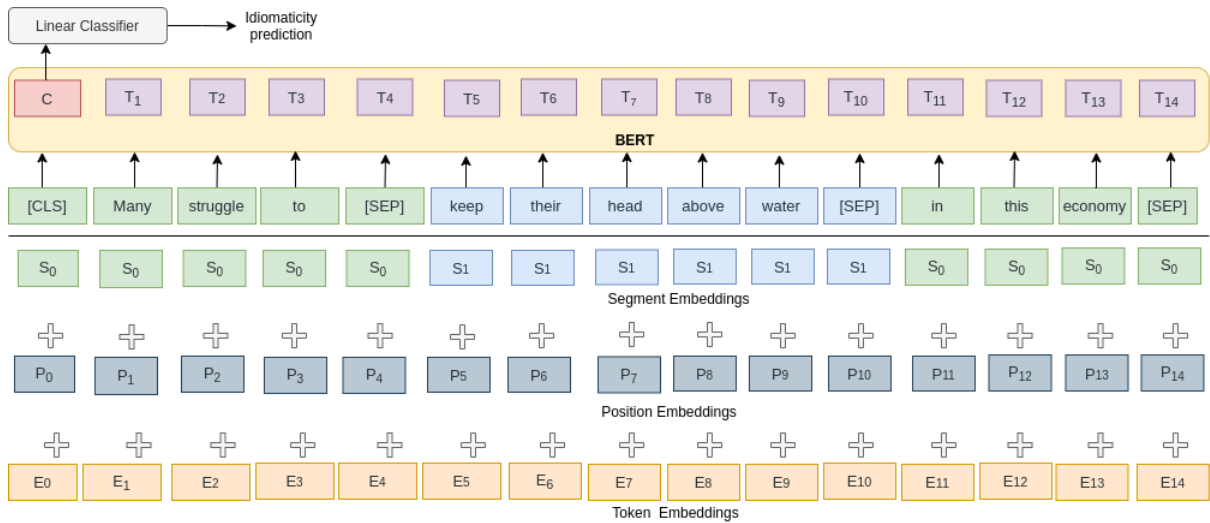 Linear Classifier
Idiomaticity
prediction
C T1 T2 T3 T4 T5 T6 T7 T8 T9 T10 T11 T12 T13 T14
BERT
[CLS] Many struggle to [SEP] keep their head above water [SEP] in this economy [SEP]
S0 S0 S0 S0 S0 S1 S1 S1 S1 S1 S1 S0 S0 S0 S0
Segment Embeddings
P0 P1 P2 P3 P4 P5 P6 P7 P8 P9 P10 P11 P12 P13 P14
Position Embeddings
E0 E1 E2 E3 E4 E5 E6 E7 E8 E9 E10 E11 E12 E13 E14
Token Embeddings